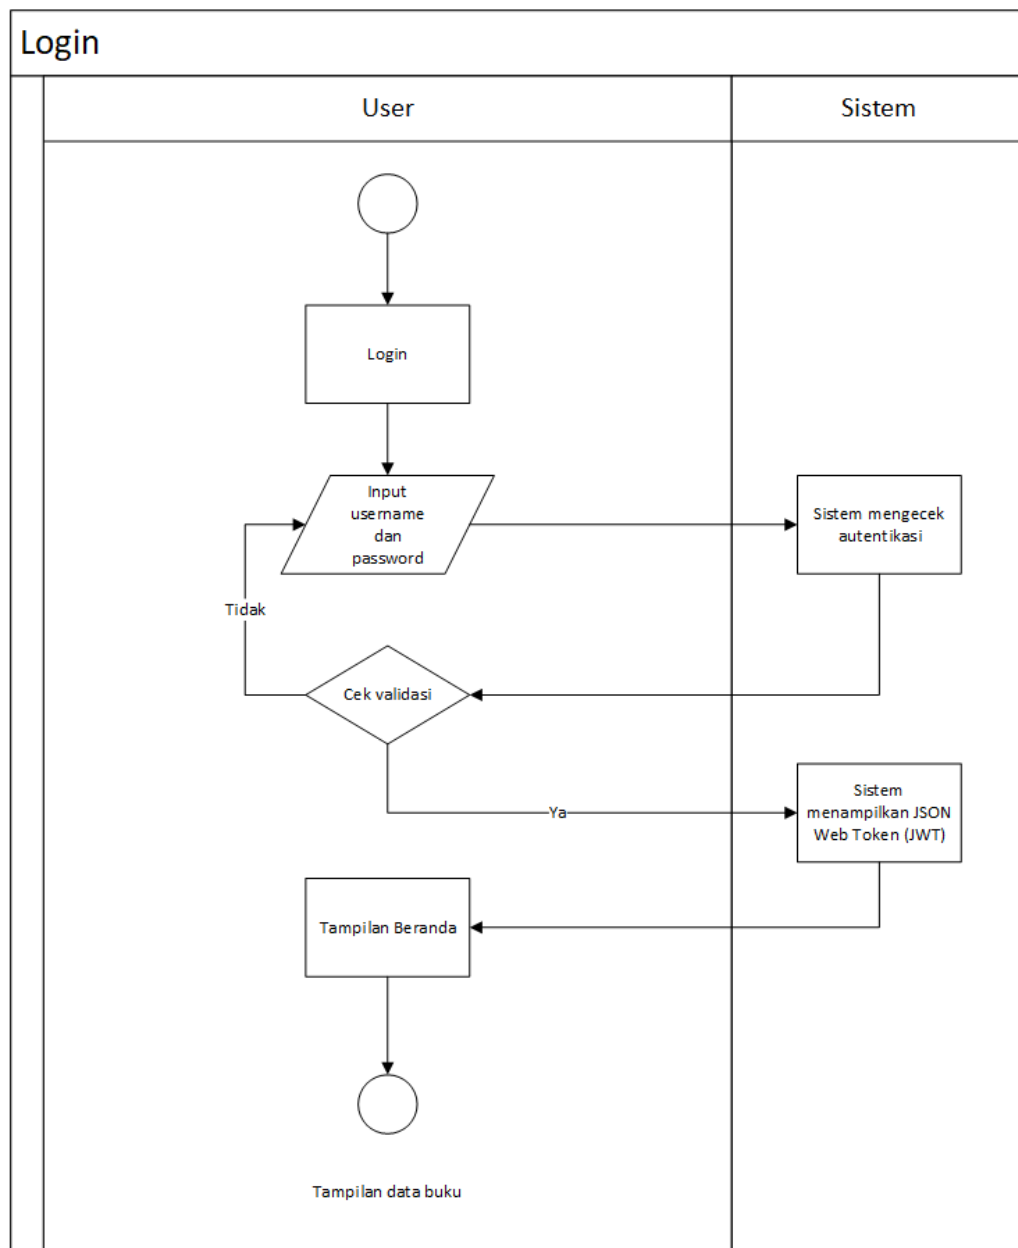 Login
User
Sistem
Login
Input
username
dan
password
Sistem mengecek
autentikasi
Tidak
Cek validasi
Ya
Sistem
menampilkan JSON
Web Token (JWT)
Tampilan Beranda
Tampilan data buku